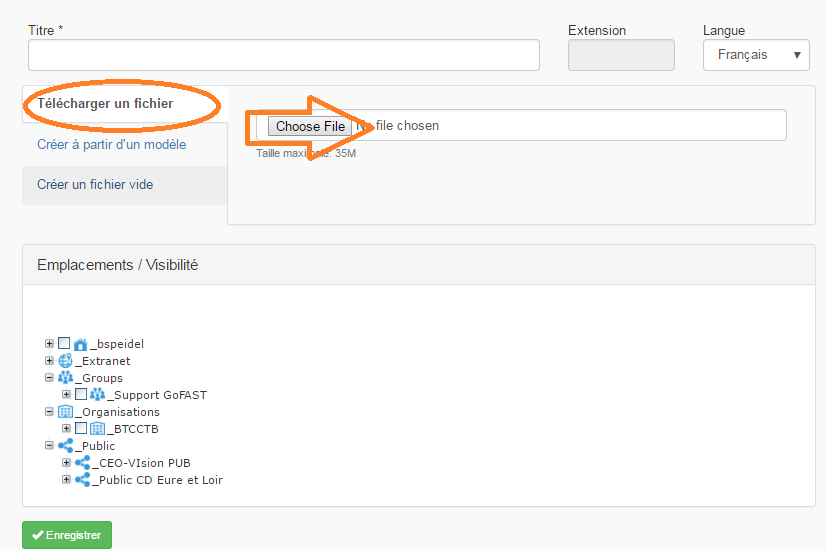 Titre *
Extension
Langue
Français
Télécharger un fichier
Choose File No file chosen
Taille maximale: 35M
Créer à partir d'un modèle
Créer un fichier vide
Emplacements / Visibilité
_bspeidel
_Extranet
_Groups
_Support GoFAST
_Organisations
_BTCCTB
_Public
_CEO-VIsion PUB
_Public CD Eure et Loir
Enregistrer